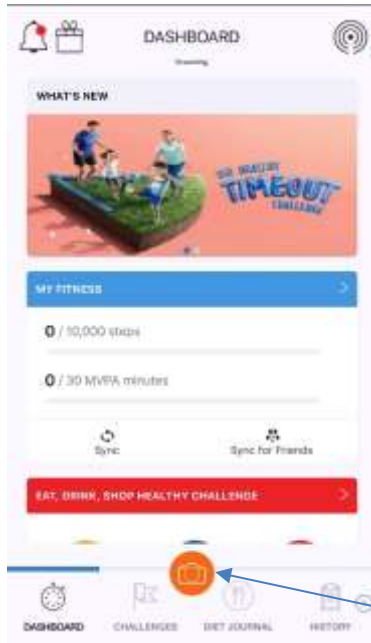 DASHBOARD
WHAT'S NEW
TIMEOUT
CHALLENGE
MY FITNESS
0 / 10,000 steps
0 / 30 MVPA minutes
Sync
Sync for Friends
EAT, DRINK, SHOP HEALTHY CHALLENGE
DASHBOARD
CHALLENGES
DIET JOURNAL
HISTORY